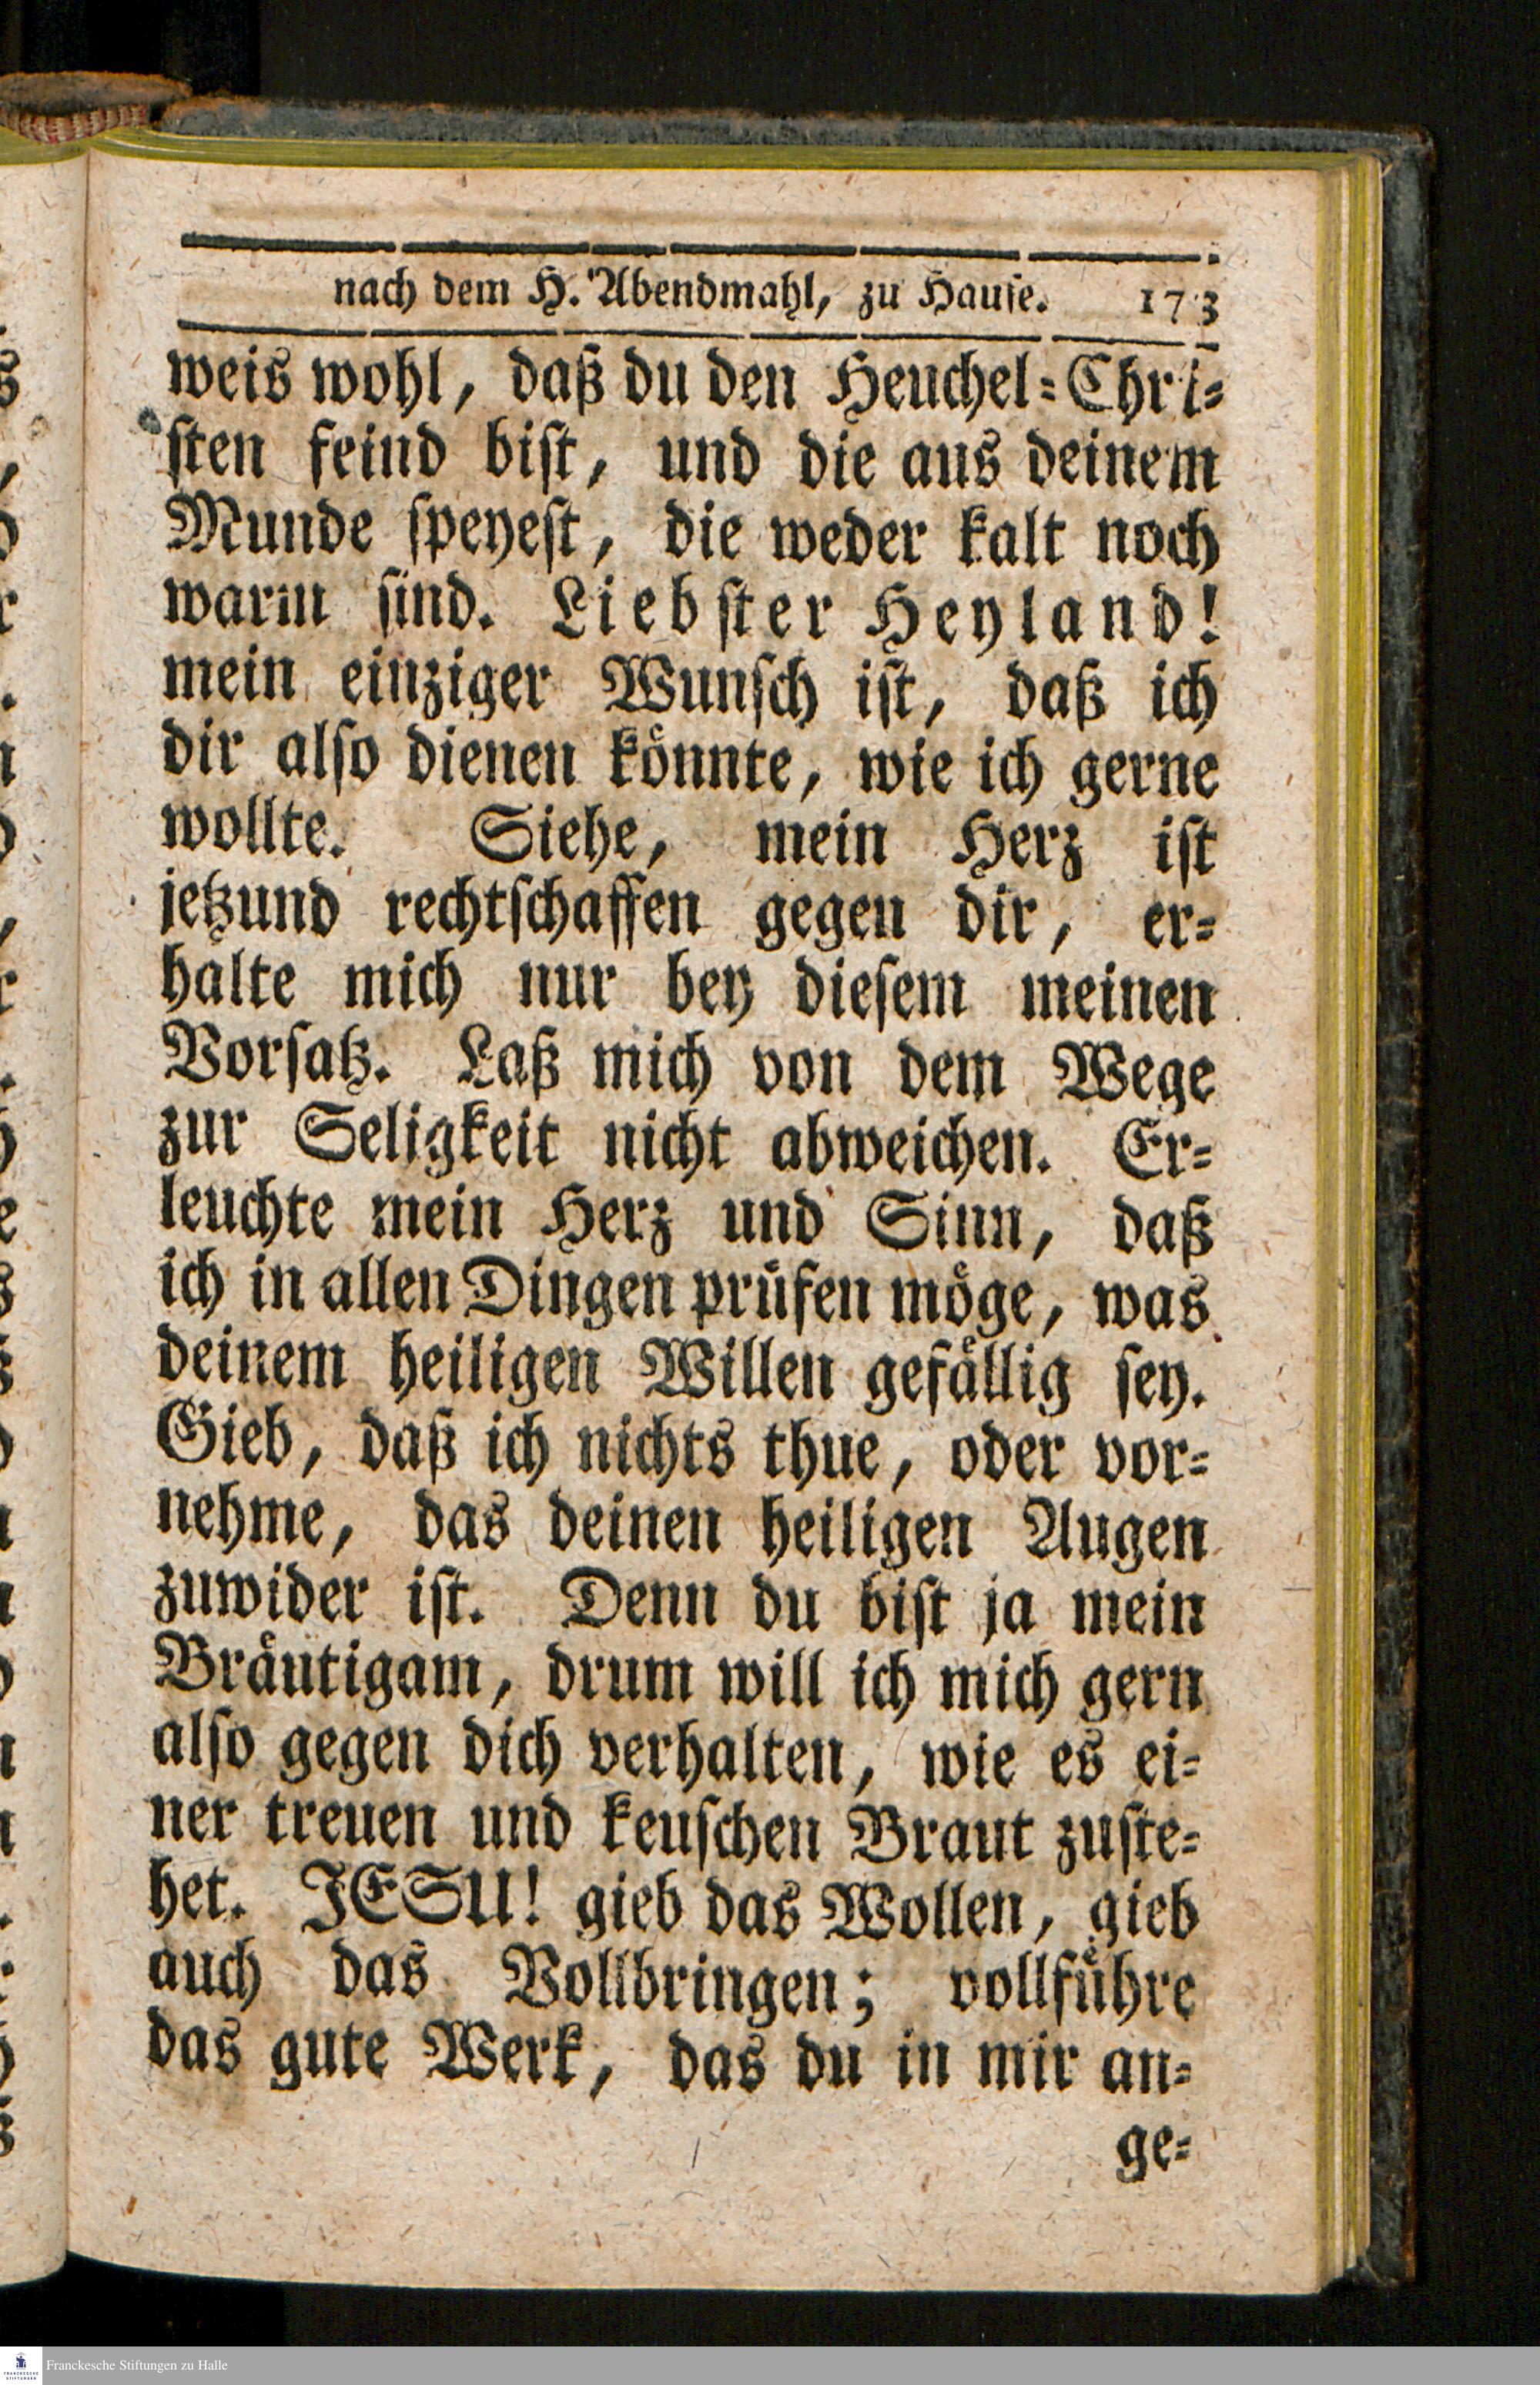 nach dem H. Abendmahl, zu Hause. 173
weis wohl, daß du den Heuchel=Chri=
sten feind bist, und die aus deinem
Munde speyest, die weder kalt noch
warm sind. Liebster Heyland!
mein einziger Wunsch ist, daß ich
dir also dienen könnte, wie ich gerne
wollte. Siehe, mein Herz ist
jetzund rechtschaffen gegen dir, er=
halte mich nur bey diesem meinen
Vorsatz. Laß mich von dem Wege
zur Seligkeit nicht abweichen. Er=
leuchte mein Herz und Sinn, daß
ich in allen Dingen prüfen möge, was
deinem heiligen Willen gefällig sey.
Gieb, daß ich nichts thue, oder vor=
nehme, das deinen heiligen Augen
zuwider ist. Denn du bist ja mein
Bräutigam, drum will ich mich gern
also gegen dich verhalten, wie es ei=
ner treuen und keuschen Braut zuste=
het. JESU! gieb das Wollen, gieb
auch das Vollbringen; vollführe
das gute Werk, das du in mir an=
ge=
FRANCKESCHE STIFTUNGEN
Franckesche Stiftungen zu Halle